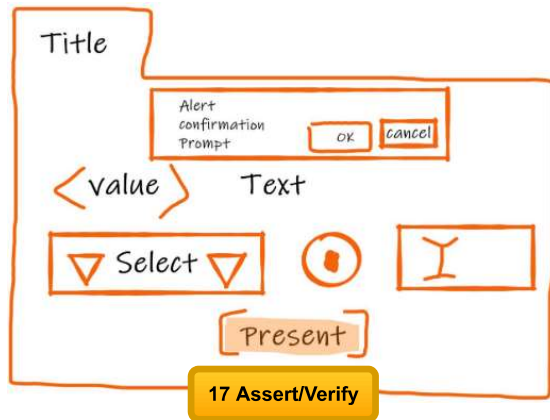 Title
Alert
confirmation
Prompt
OK
cancel
value
Text
Select
Present
17 Assert/Verify